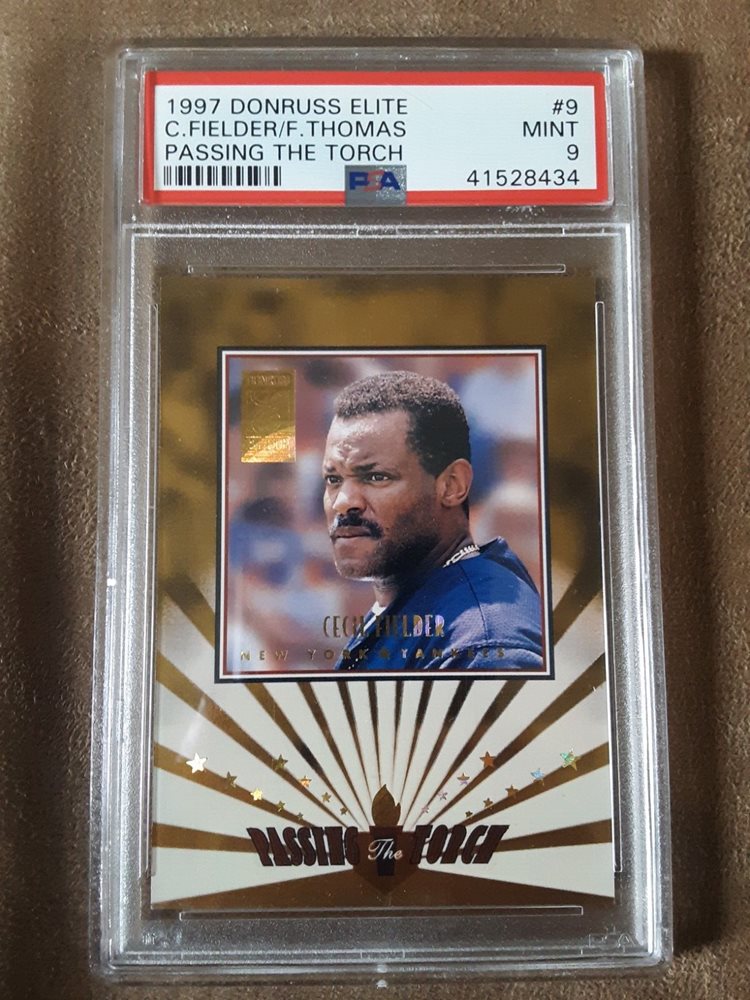 1997 DONRUSS ELITE #9
C.FIELDER/F.THOMAS MINT
PASSING THE TORCH 9
PSA 41528434
CECIL FIELDER
NEW YORK YANKEES
PASSING The TORCH